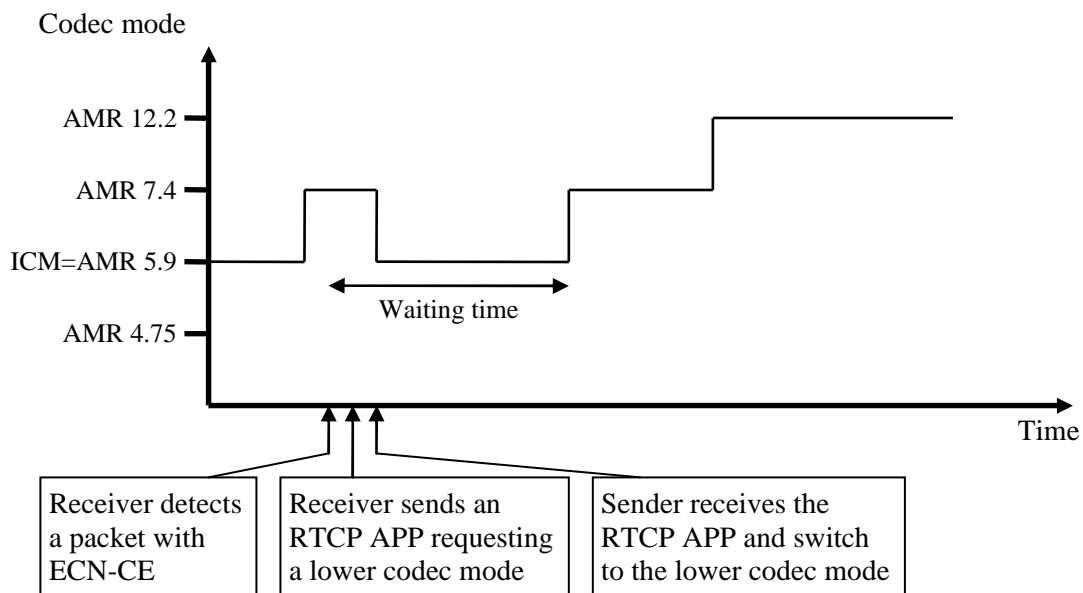 Codec mode
AMR 12.2
AMR 7.4
ICM=AMR 5.9
Waiting time
AMR 4.75
Time
Receiver detects
a packet with
ECN-CE
Receiver sends an
RTCP APP requesting
a lower codec mode
Sender receives the
RTCP APP and switch
to the lower codec mode